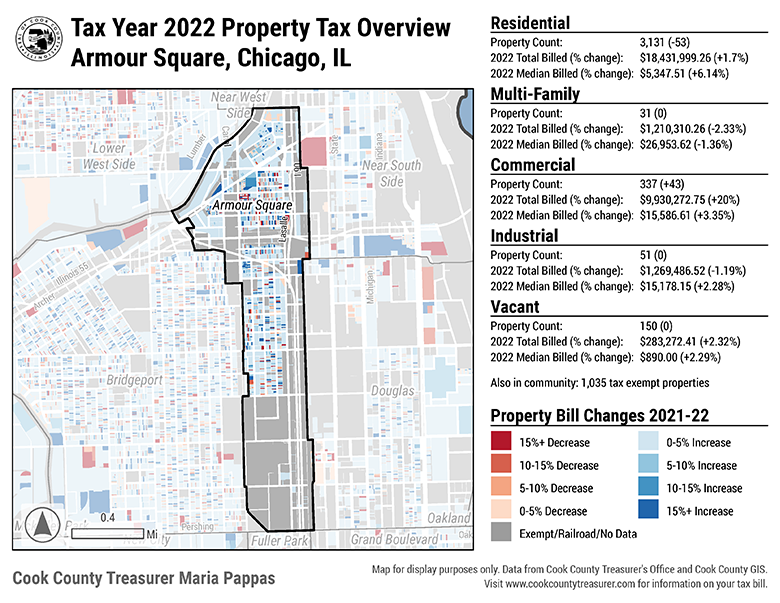 Tax Year 2022 Property Tax Overview
Armour Square, Chicago, IL
Near West
Side
Lumber
Canal
Lower
West Side
State
Indiana
Near South
Side
Armour Square
Lasalle
Archer
Illinois 55
Michigan
Bridgeport
Douglas
0.4
Mi
Pershing
Fuller Park
Grand Boulevard
Oakland
Cook County Treasurer Maria Pappas
Residential
Property Count: 3,131 (-53)
2022 Total Billed (% change): $18,431,999.26 (+1.7%)
2022 Median Billed (% change): $5,347.51 (+6.14%)
Multi-Family
Property Count: 31 (0)
2022 Total Billed (% change): $1,210,310.26 (-2.33%)
2022 Median Billed (% change): $26,953.62 (-1.36%)
Commercial
Property Count: 337 (+43)
2022 Total Billed (% change): $9,930,272.75 (+20%)
2022 Median Billed (% change): $15,586.61 (+3.35%)
Industrial
Property Count: 51 (0)
2022 Total Billed (% change): $1,269,486.52 (-1.19%)
2022 Median Billed (% change): $15,178.15 (+2.28%)
Vacant
Property Count: 150 (0)
2022 Total Billed (% change): $283,272.41 (+2.32%)
2022 Median Billed (% change): $890.00 (+2.29%)
Also in community: 1,035 tax exempt properties
Property Bill Changes 2021-22
15%+ Decrease
10-15% Decrease
5-10% Decrease
0-5% Decrease
Exempt/Railroad/No Data
0-5% Increase
5-10% Increase
10-15% Increase
15%+ Increase
Map for display purposes only. Data from Cook County Treasurer's Office and Cook County GIS.
Visit www.cookcountytreasurer.com for information on your tax bill.